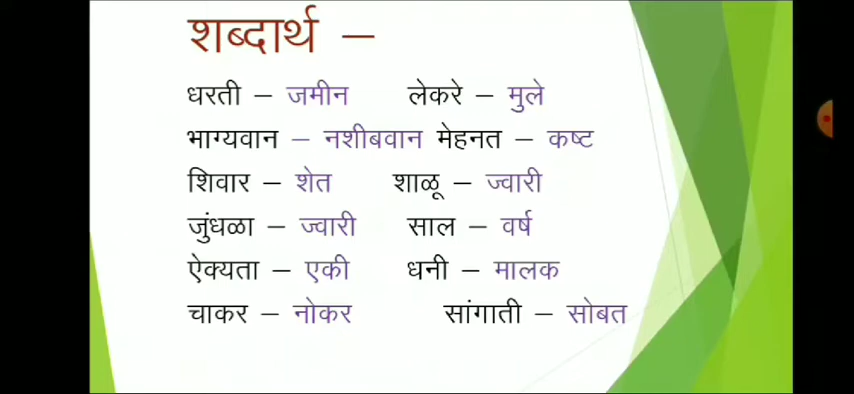 शब्दार्थ –
धरती – जमीन लेकरे – मुले
भाग्यवान – नशीबवान मेहनत – कष्ट
शिवार – शेत शाळू – ज्वारी
जुंधळा – ज्वारी साल – वर्ष
ऐक्यता – एकी धनी – मालक
चाकर – नोकर सांगाती – सोबत